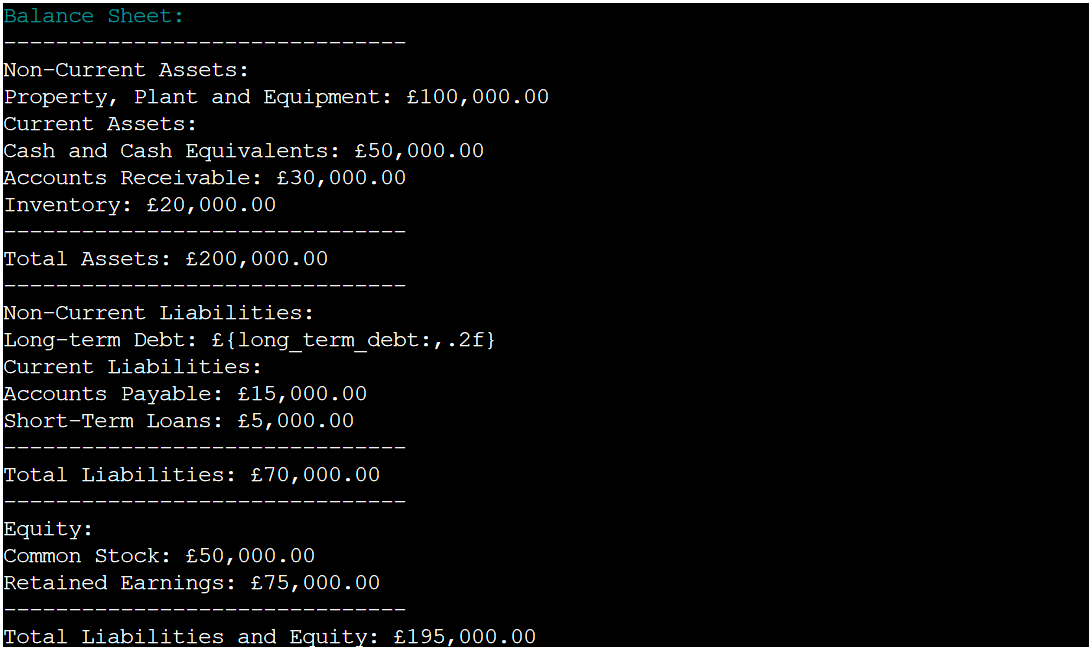 Balance Sheet:
-------------------------------
Non-Current Assets:
Property, Plant and Equipment: £100,000.00
Current Assets:
Cash and Cash Equivalents: £50,000.00
Accounts Receivable: £30,000.00
Inventory: £20,000.00
-------------------------------
Total Assets: £200,000.00
-------------------------------
Non-Current Liabilities:
Long-term Debt: £{long_term_debt:,.2f}
Current Liabilities:
Accounts Payable: £15,000.00
Short-Term Loans: £5,000.00
-------------------------------
Total Liabilities: £70,000.00
-------------------------------
Equity:
Common Stock: £50,000.00
Retained Earnings: £75,000.00
-------------------------------
Total Liabilities and Equity: £195,000.00